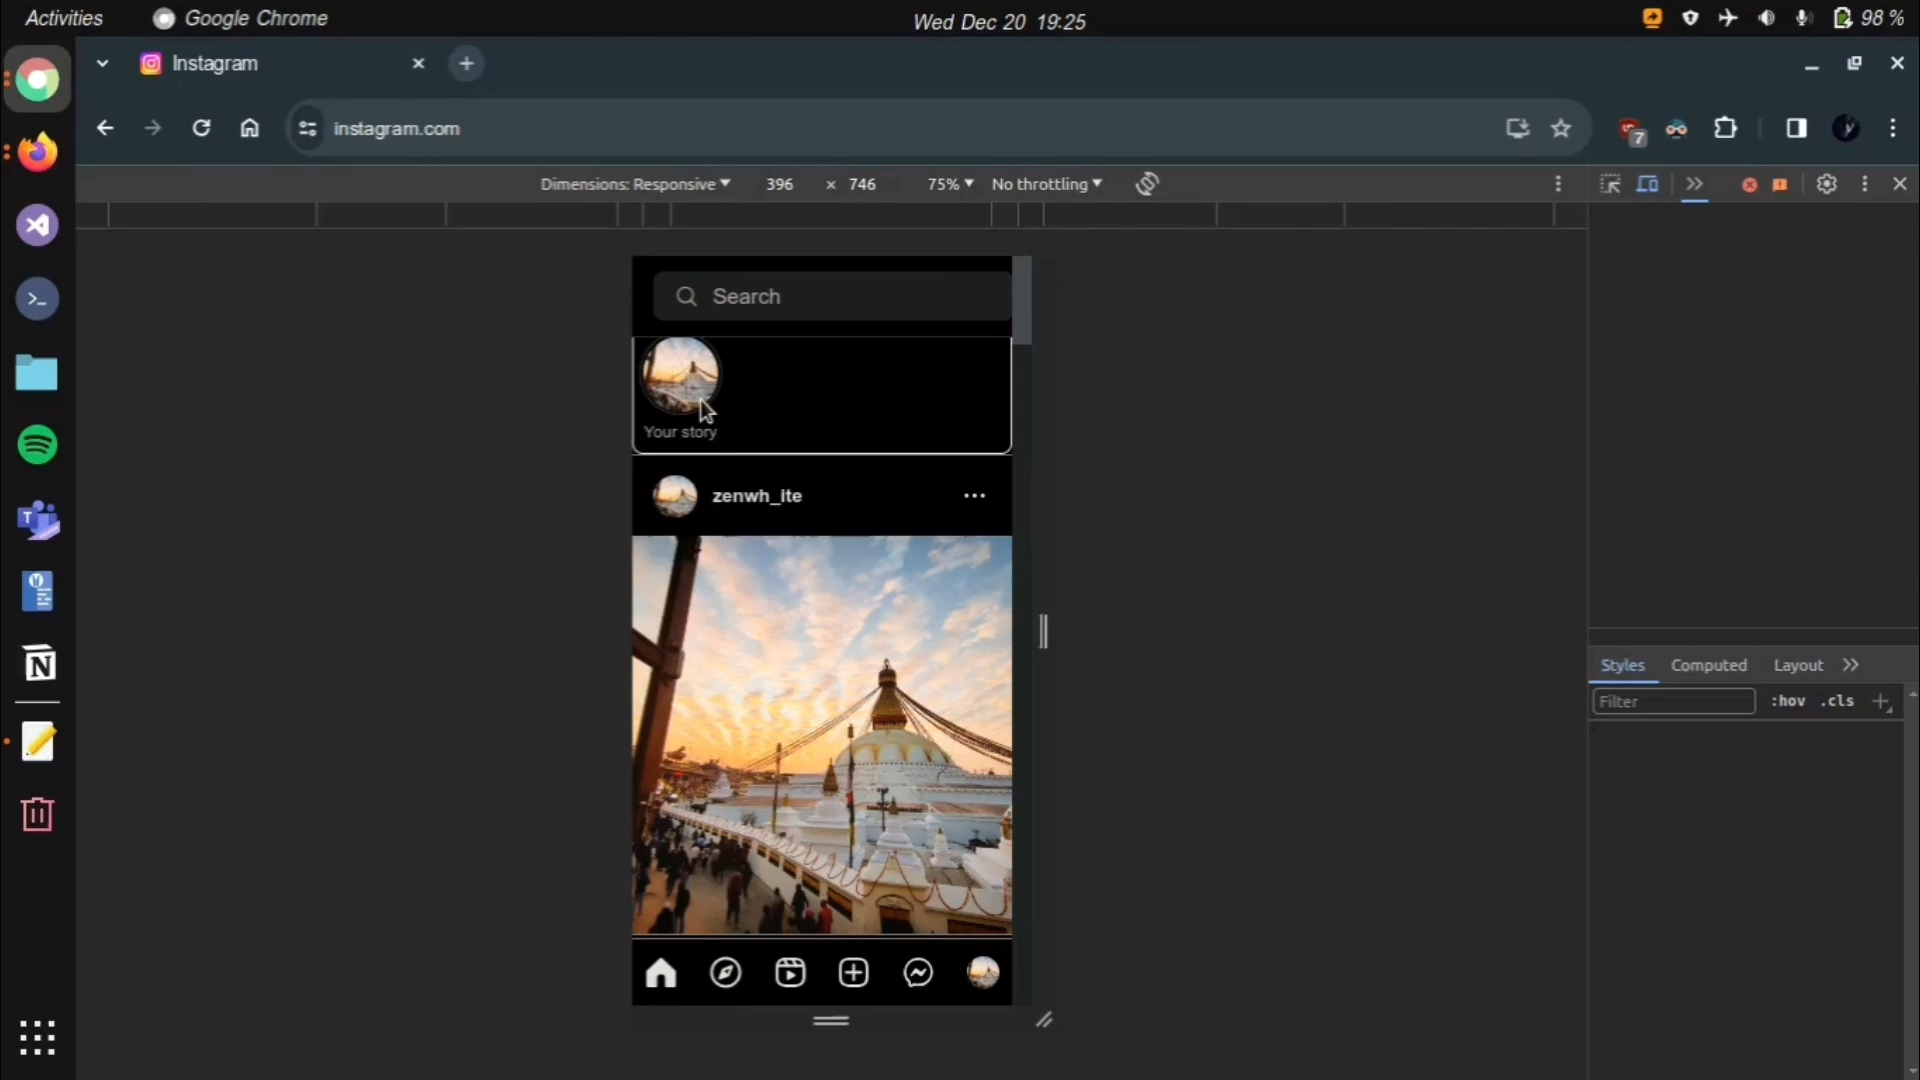 Activities Google Chrome Wed Dec 20 19:25 98 %
Instagram
instagram.com 7
Dimensions: Responsive 396 × 746 75% No throttling
Search
Your story
zenwh_ite
Styles Computed Layout
Filter :hov .cls